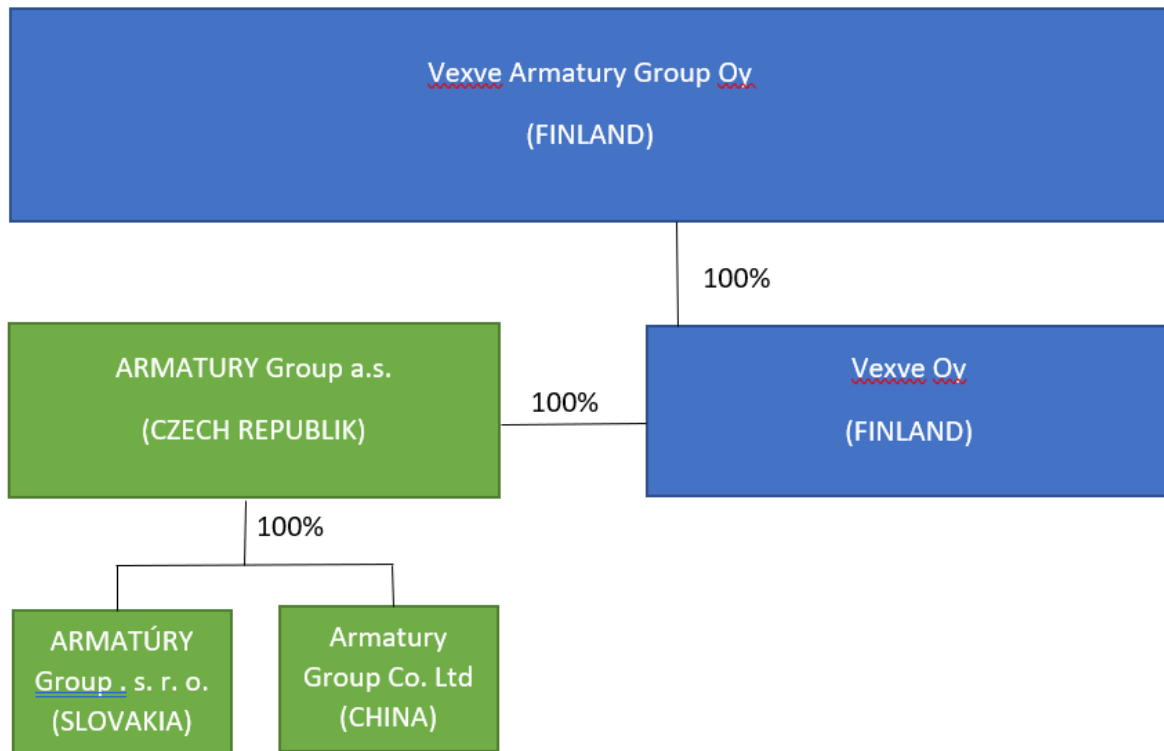 Vexve Armatury Group Oy
(FINLAND)
100%
ARMATURY Group a.s.
(CZECH REPUBLIK)
100%
Vexve Oy
(FINLAND)
100%
ARMATÚRY
Group . s. r. o.
(SLOVAKIA)
Armatury
Group Co. Ltd
(CHINA)